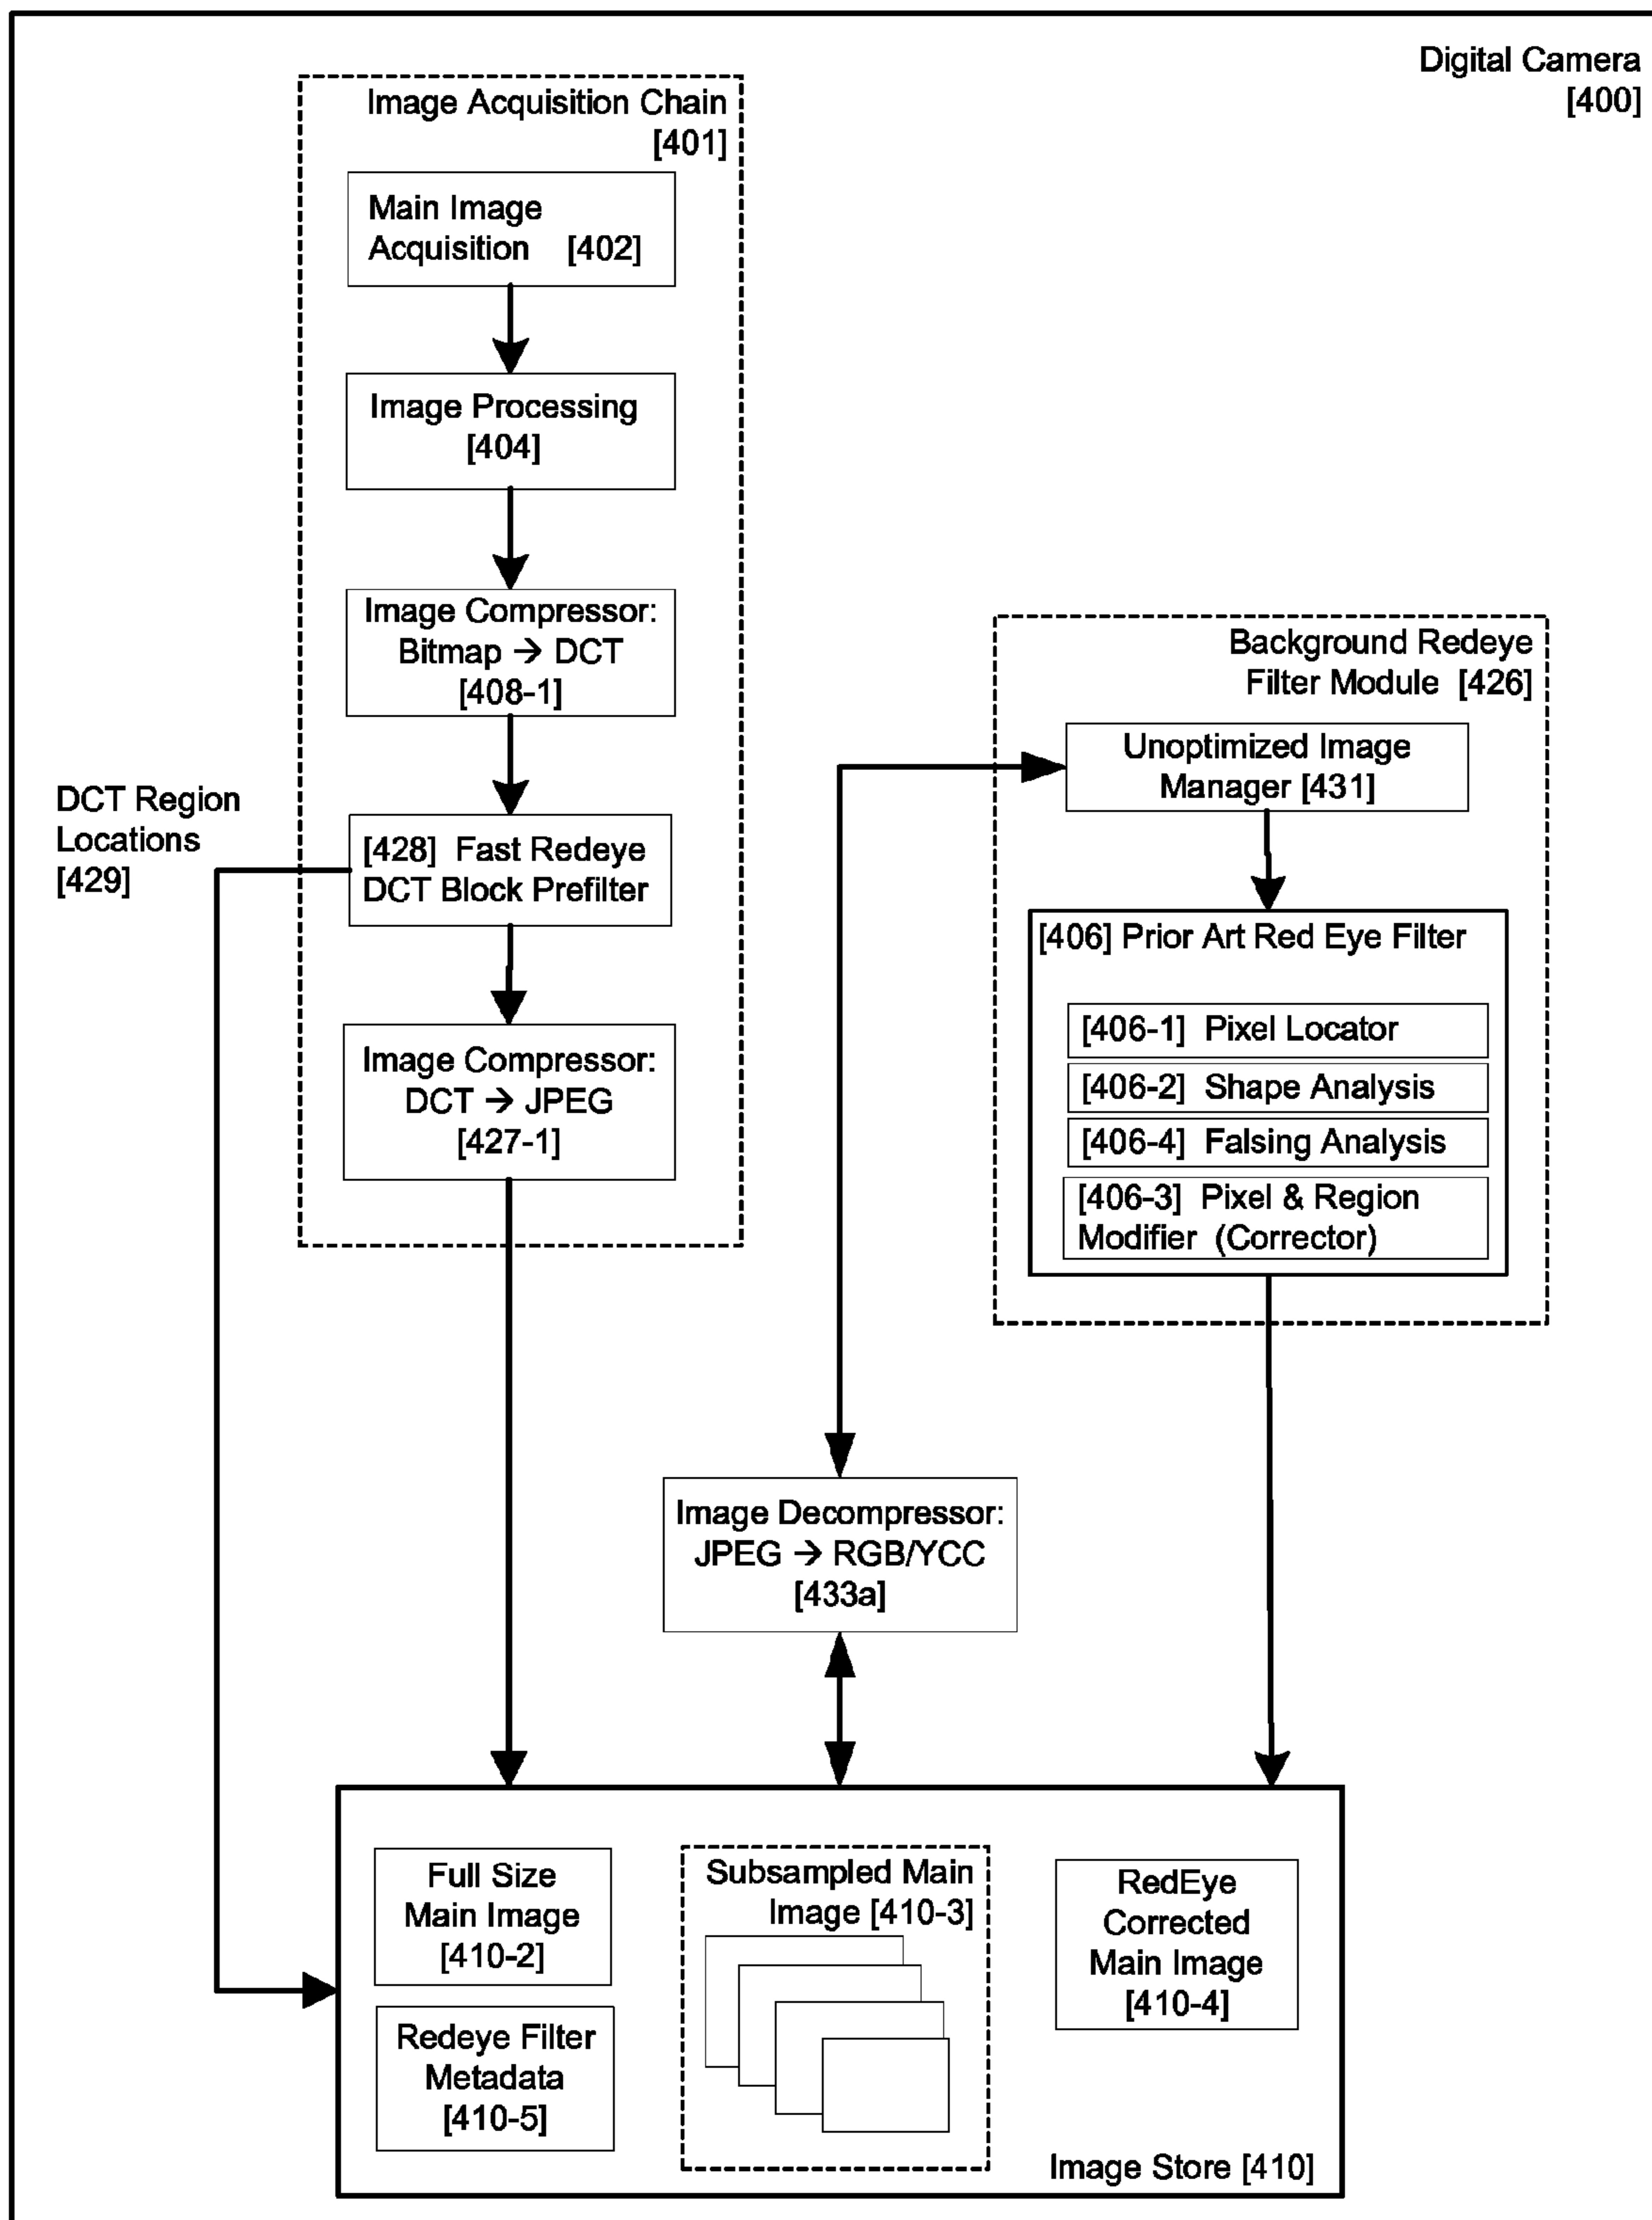 Digital Camera
[400]
Image Acquisition Chain
[401]
Main Image
Acquisition [402]
Image Processing
[404]
Image Compressor:
Bitmap → DCT
[408-1]
DCT Region
Locations
[429]
[428] Fast Redeye
DCT Block Prefilter
Image Compressor:
DCT → JPEG
[427-1]
Background Redeye
Filter Module [426]
Unoptimized Image
Manager [431]
[406] Prior Art Red Eye Filter
[406-1] Pixel Locator
[406-2] Shape Analysis
[406-4] Falsing Analysis
[406-3] Pixel & Region
Modifier (Corrector)
Image Decompressor:
JPEG → RGB/YCC
[433a]
Full Size
Main Image
[410-2]
Redeye Filter
Metadata
[410-5]
Subsampled Main
Image [410-3]
RedEye
Corrected
Main Image
[410-4]
Image Store [410]